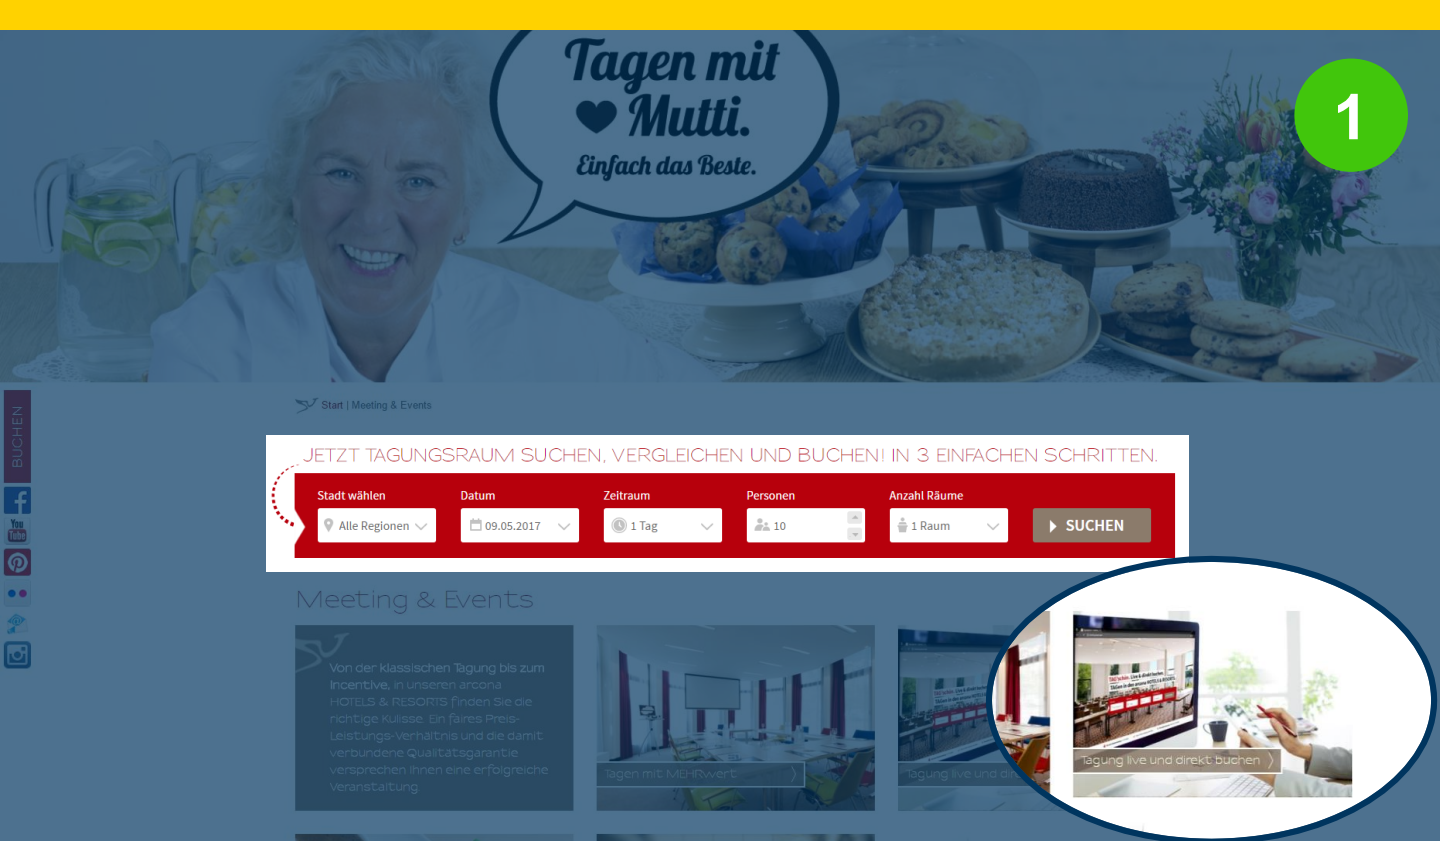 Tagen mit
Mutti.
Einfach das Beste.
1
BUCHEN
You
Tube
Start | Meeting & Events
JETZT TAGUNGSRAUM SUCHEN, VERGLEICHEN UND BUCHEN! IN 3 EINFACHEN SCHRITTEN.
Stadt wählen Datum Zeitraum Personen Anzahl Räume
Alle Regionen 09.05.2017 1 Tag 10 1 Raum SUCHEN
Meeting & Events
Von der klassischen Tagung bis zum
Incentive, in unseren arcona
HOTELS & RESORTS finden Sie die
richtige Kulisse. Ein faires Preis-
Leistungs-Verhältnis und die damit
verbundene Qualitätsgarantie
versprechen Ihnen eine erfolgreiche
Veranstaltung.
Tagen mit MEHRwert
Tagung live und dire
Tagung live und direkt buchen